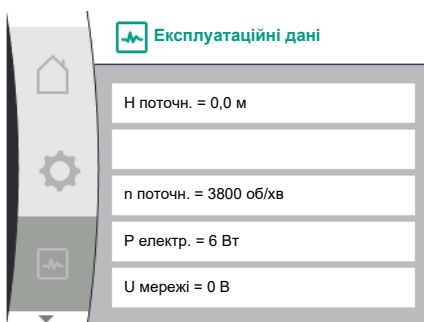 Експлуатаційні дані
H поточн. = 0,0 м
n поточн. = 3800 об/хв
P електр. = 6 Вт
U мережі = 0 В